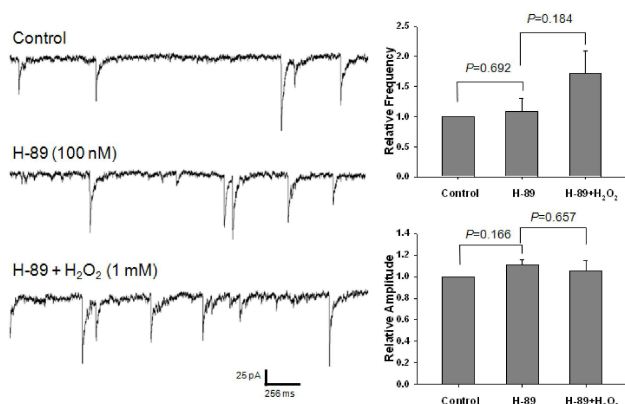 Control
H-89 (100 nM)
H-89 + H₂O₂ (1 mM)
25 pA
256 ms
P=0.184
P=0.692
Relative Frequency
2.5
2.0
1.5
1.0
0.5
0.0
Control
H-89
H-89+H₂O₂
P=0.657
P=0.166
Relative Amplitude
1.4
1.2
1.0
0.8
0.6
0.4
0.2
0.0
Control
H-89
H-89+H₂O₂